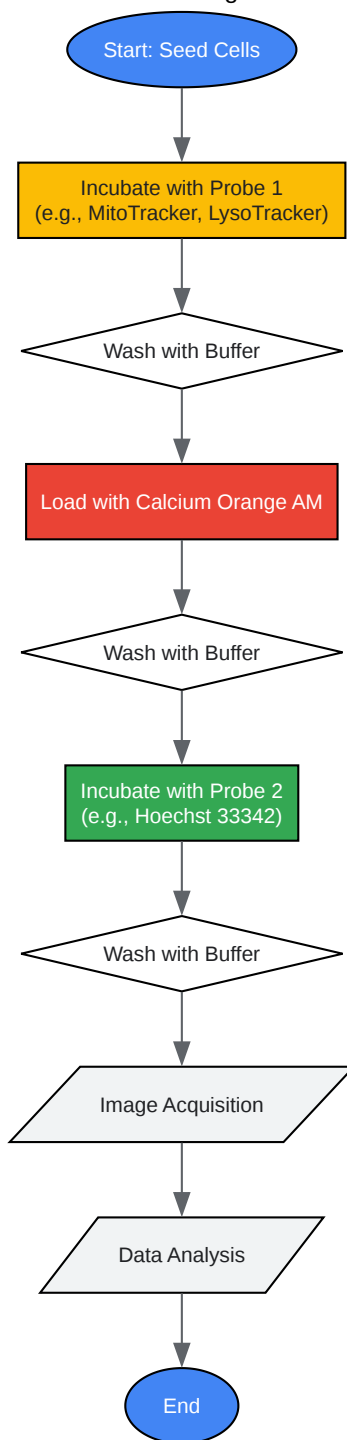 Start: Seed Cells
Incubate with Probe 1
(e.g., MitoTracker, LysoTracker)
Wash with Buffer
Load with Calcium Orange AM
Wash with Buffer
Incubate with Probe 2
(e.g., Hoechst 33342)
Wash with Buffer
Image Acquisition
Data Analysis
End